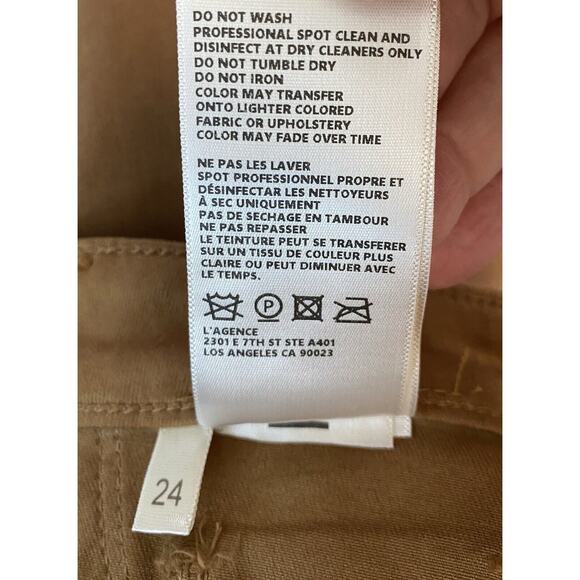 DO NOT WASH
PROFESSIONAL SPOT CLEAN AND
DISINFECT AT DRY CLEANERS ONLY
DO NOT TUMBLE DRY
DO NOT IRON
COLOR MAY TRANSFER
ONTO LIGHTER COLORED
FABRIC OR UPHOLSTERY
COLOR MAY FADE OVER TIME
NE PAS LES LAVER
SPOT PROFESSIONNEL PROPRE ET
DÉSINFECTAR LES NETTOYEURS
À SEC UNIQUEMENT
PAS DE SECHAGE EN TAMBOUR
NE PAS REPASSER
LE TEINTURE PEUT SE TRANSFERER
SUR UN TISSU DE COULEUR PLUS
CLAIRE OU PEUT DIMINUER AVEC
LE TEMPS.
P
L'AGENCE
2301 E 7TH ST STE A401
LOS ANGELES CA 90023
24